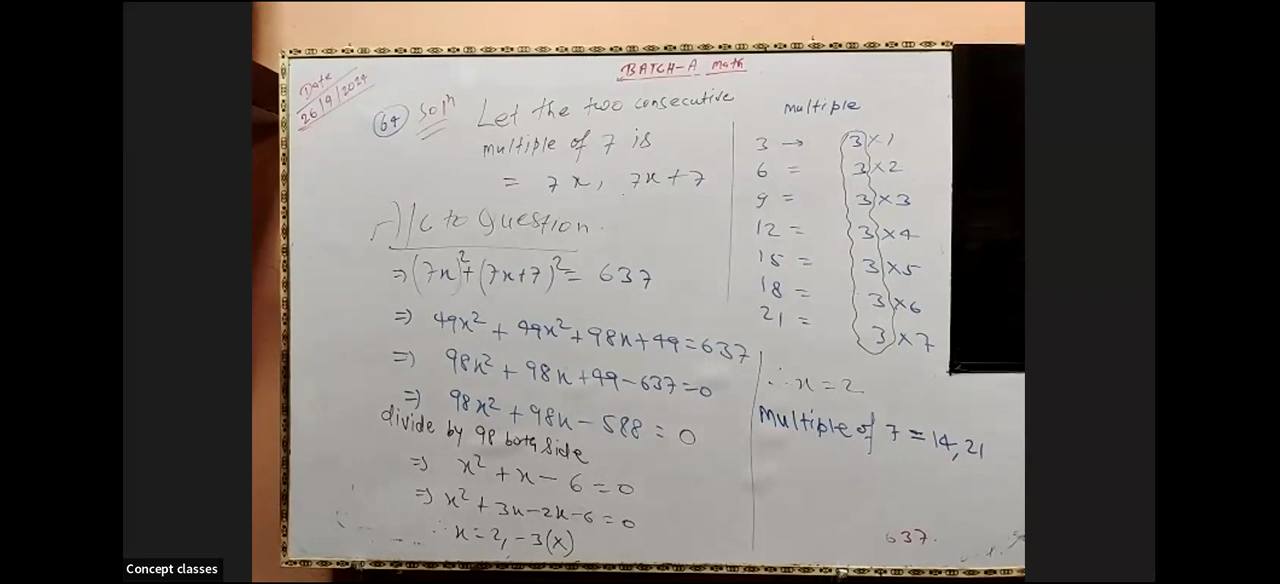 BATCH-A Math
Date
26/9/2024
64 Solⁿ Let the two consecutive
multiple of 7 is
= 7x, 7x+7
A/c to Question.
⇒ (7x)²+(7x+7)²= 637
⇒ 49x² + 49x²+98x+49=637
⇒ 98x² + 98x+49-637=0
⇒ 98x² + 98x - 588 = 0
divide by 98 both side
⇒ x² + x - 6 = 0
⇒ x² + 3x-2x-6=0
∴ x=2, -3(x)
multiple
3 → 3×1
6 = 3×2
9 = 3×3
12 = 3×4
15 = 3×5
18 = 3×6
21 = 3×7
∴ x=2
multiple of 7 = 14,21
637.
Concept classes